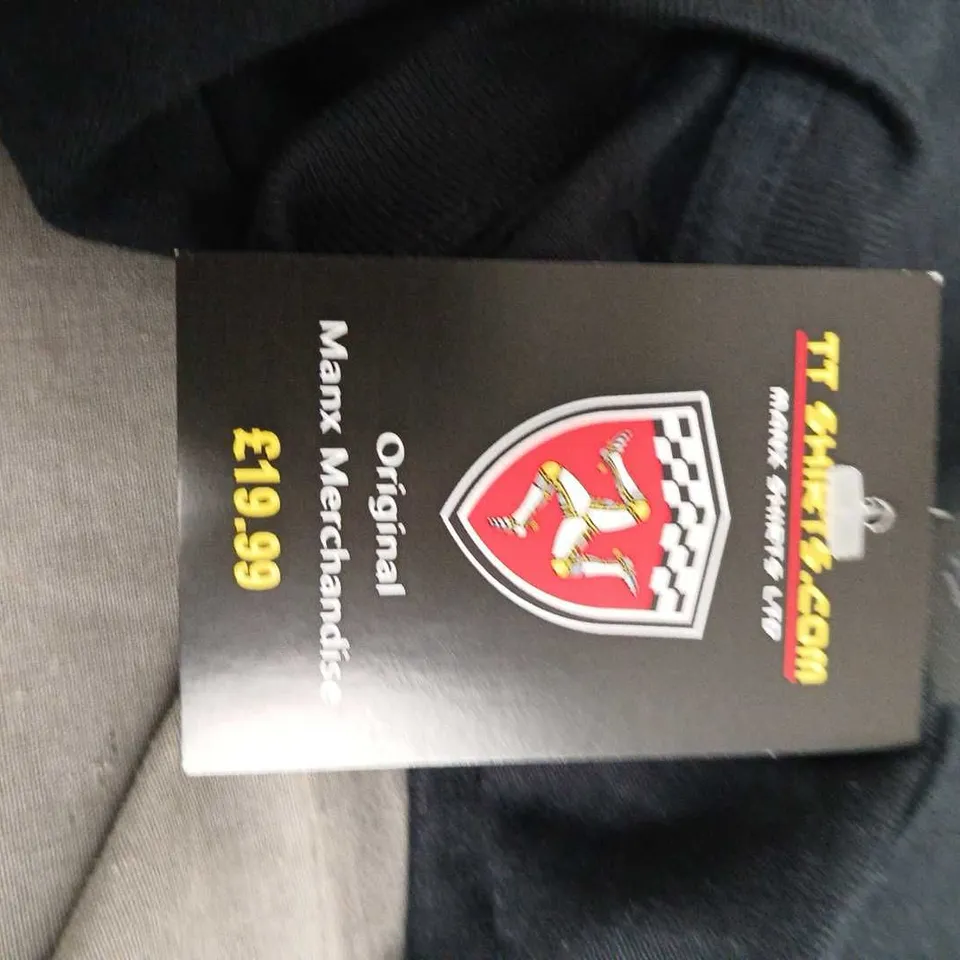 TT SHIRTS.COM
MANX SHIRTS LTD
Original
Manx Merchandise
£19.99